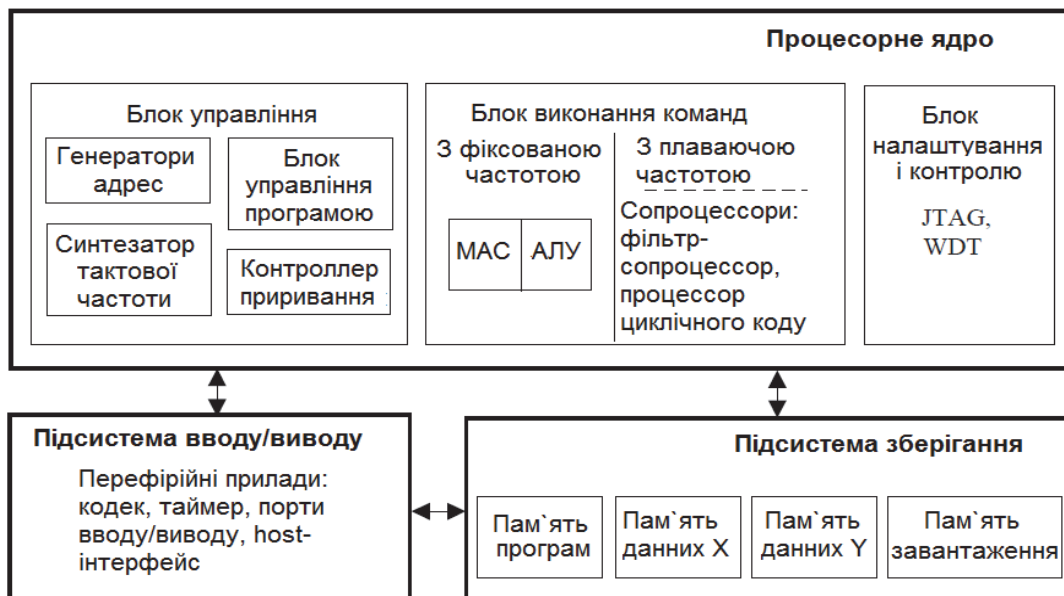 Процесорне ядро
Блок управління
Генератори
адрес
Блок
управління
програмою
Синтезатор
тактової
частоти
Контроллер
приривання
Блок виконання команд
З фіксованою
частотою
МАС АЛУ
З плаваючою
частотою
Сопроцессори:
фільтр-
сопроцессор,
процессор
циклічного коду
Блок
налаштування
і контролю
JTAG,
WDT
Підсистема вводу/виводу
Перефірійні прилади:
кодек, таймер, порти
вводу/виводу, host-
інтерфейс
Підсистема зберігання
Пам`ять
програм
Пам`ять
данних X
Пам`ять
данних Y
Пам`ять
завантаження